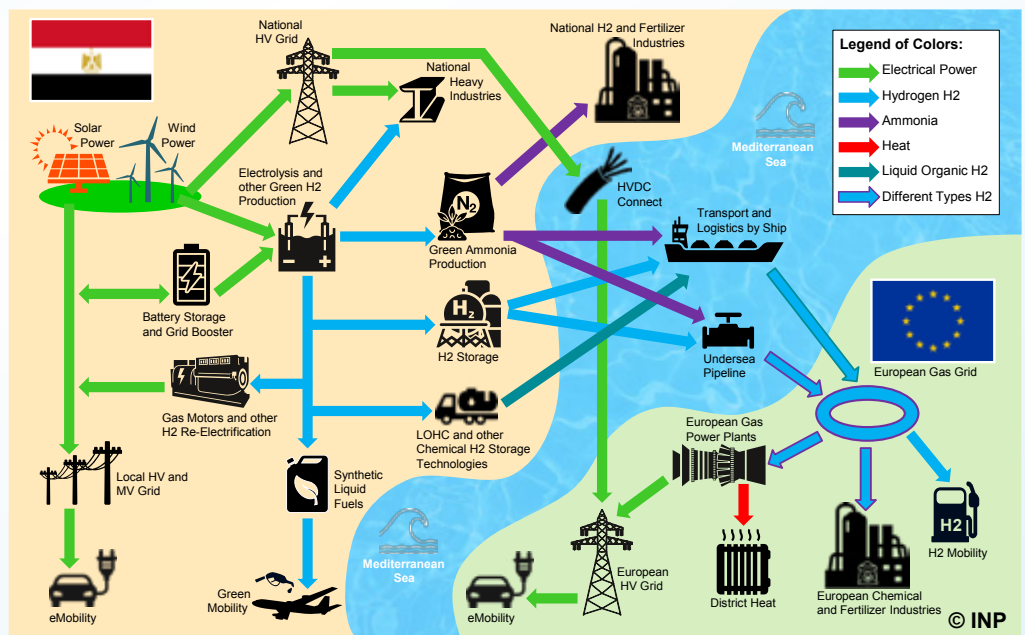 National
HV Grid
National H2 and Fertilizer
Industries
Legend of Colors:
Electrical Power
Hydrogen H2
Ammonia
Heat
Liquid Organic H2
Different Types H2
National
Heavy
Industries
Mediterranean
Sea
Solar
Power
Wind
Power
Electrolysis and
other Green H2
Production
N2
Green Ammonia
Production
HVDC
Connect
Transport and
Logistics by Ship
Battery Storage
and Grid Booster
H2
H2 Storage
Undersea
Pipeline
European Gas Grid
Gas Motors and other
H2 Re-Electrification
LOHC and other
Chemical H2 Storage
Technologies
European Gas
Power Plants
Local HV and
MV Grid
Synthetic
Liquid
Fuels
Mediterranean
Sea
H2
H2 Mobility
European
HV Grid
District Heat
European Chemical
and Fertilizer Industries
eMobility
Green
Mobility
eMobility
© INP